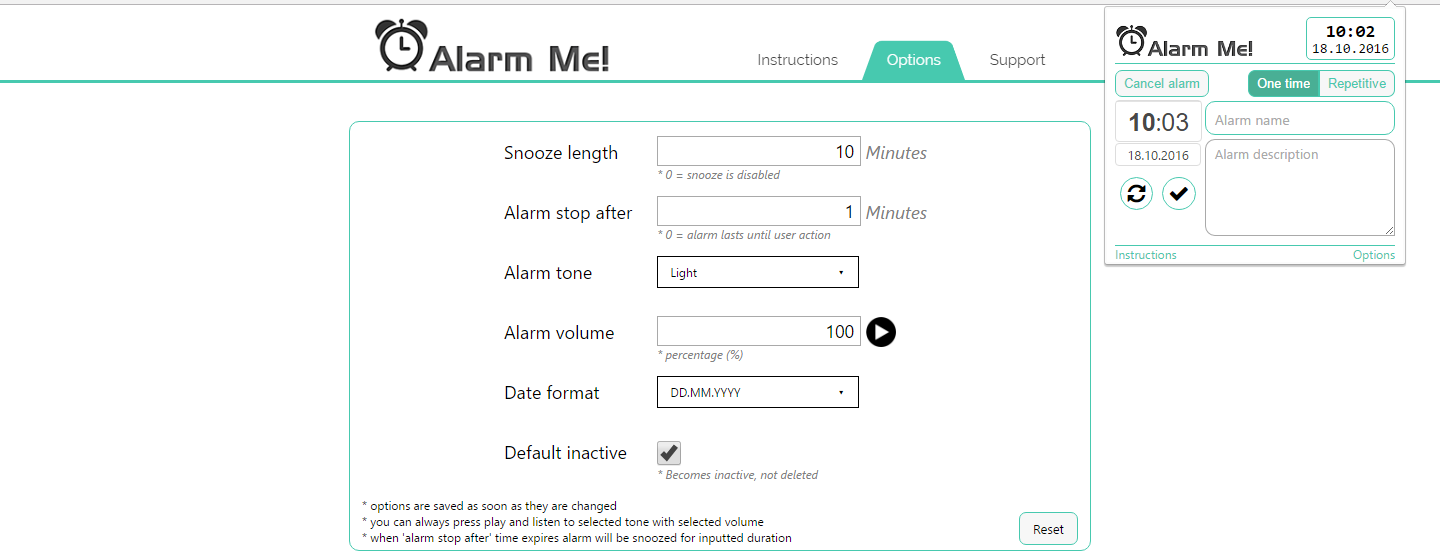 Alarm Me!
Instructions
Options
Support
Snooze length
10
Minutes
* 0 = snooze is disabled
Alarm stop after
1
Minutes
* 0 = alarm lasts until user action
Alarm tone
Light
Alarm volume
100
* percentage (%)
Date format
DD.MM.YYYY
Default inactive
* Becomes inactive, not deleted
* options are saved as soon as they are changed
* you can always press play and listen to selected tone with selected volume
* when 'alarm stop after' time expires alarm will be snoozed for inputted duration
Reset
Alarm Me!
10:02
18.10.2016
Cancel alarm
One time
Repetitive
10:03
18.10.2016
Alarm name
Alarm description
Instructions
Options